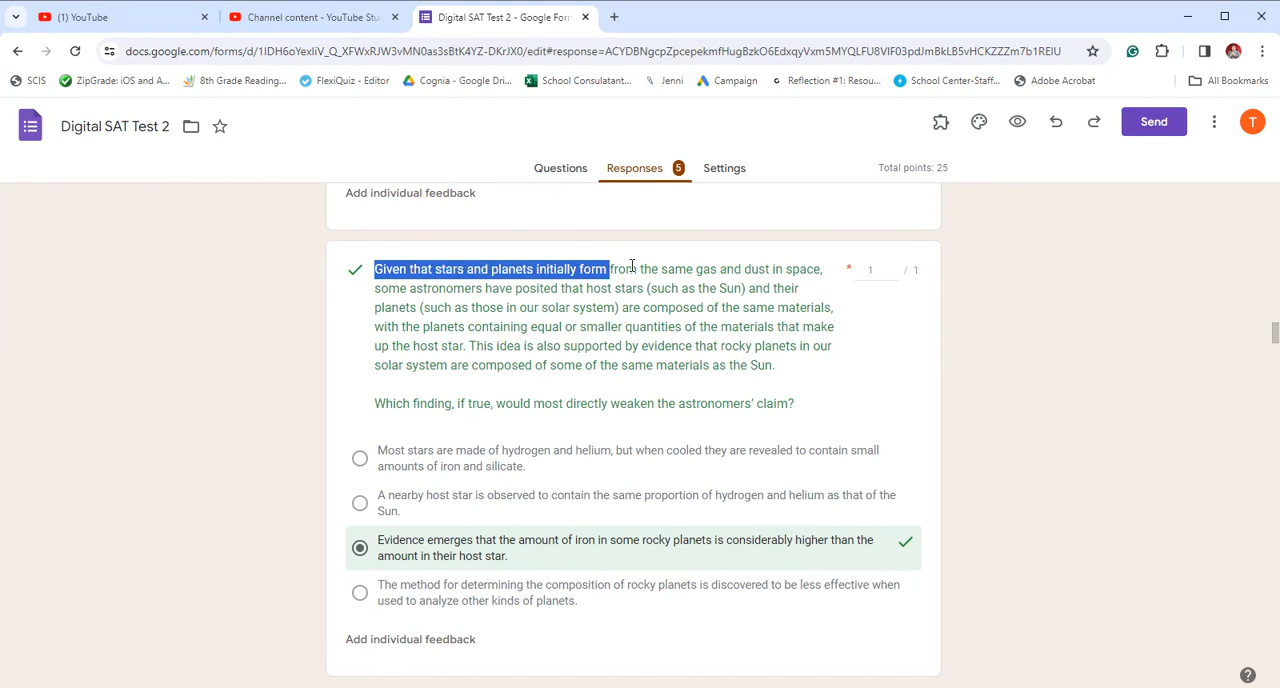 (1) YouTube
Channel content - YouTube Stu
Digital SAT Test 2 - Google For
docs.google.com/forms/d/1IDH6oYexIiV_Q_XFWxRJW3vMN0as3sBtK4YZ-DKrJX0/edit#response=ACYDBNgcpZpcepekmfHugBzkO6EdxqyVxm5MYQLFU8VIF03pdJmBkLB5vHCKZZZm7b1REIU
SCIS
ZipGrade: iOS and A...
8th Grade Reading...
FlexiQuiz - Editor
Cognia - Google Dri...
School Consulatant...
Jenni
Campaign
Reflection #1: Resou...
School Center-Staff...
Adobe Acrobat
All Bookmarks
Digital SAT Test 2
Send
T
Questions
Responses 5
Settings
Total points: 25
Add individual feedback
Given that stars and planets initially form from the same gas and dust in space,
some astronomers have posited that host stars (such as the Sun) and their
planets (such as those in our solar system) are composed of the same materials,
with the planets containing equal or smaller quantities of the materials that make
up the host star. This idea is also supported by evidence that rocky planets in our
solar system are composed of some of the same materials as the Sun.
* 1 / 1
Which finding, if true, would most directly weaken the astronomers' claim?
Most stars are made of hydrogen and helium, but when cooled they are revealed to contain small
amounts of iron and silicate.
A nearby host star is observed to contain the same proportion of hydrogen and helium as that of the
Sun.
Evidence emerges that the amount of iron in some rocky planets is considerably higher than the
amount in their host star.
The method for determining the composition of rocky planets is discovered to be less effective when
used to analyze other kinds of planets.
Add individual feedback